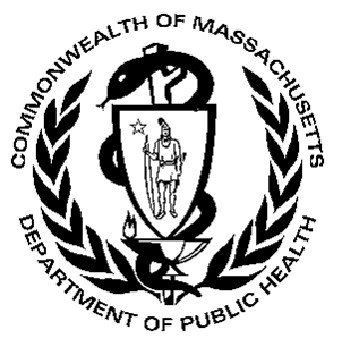 COMMONWEALTH OF MASSACHUSETTS
DEPARTMENT OF PUBLIC HEALTH